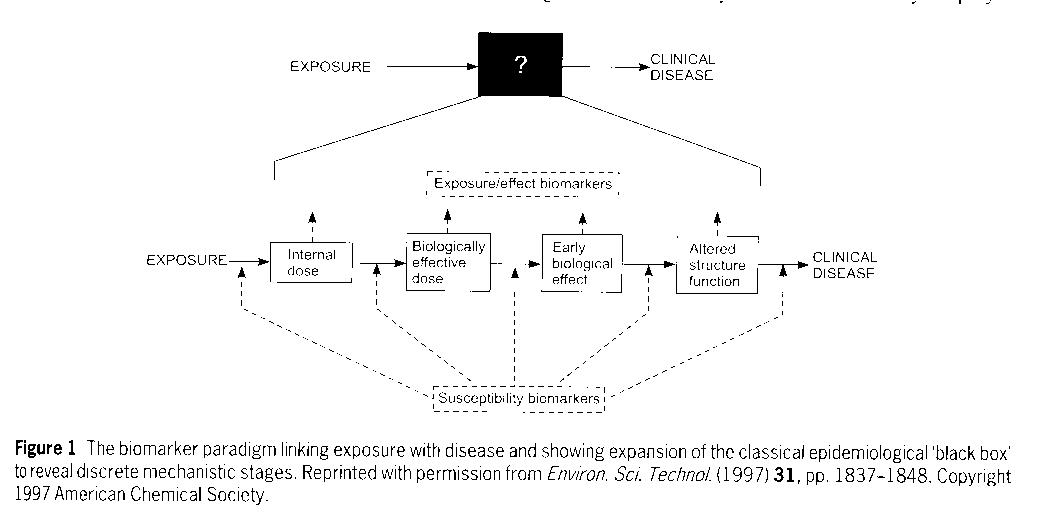 EXPOSURE
?
CLINICAL
DISEASE
Exposure/effect biomarkers
EXPOSURE
Internal
dose
Biologically
effective
dose
Early
biological
effect
Altered
structure
function
CLINICAL
DISEASE
Susceptibility biomarkers
Figure 1 The biomarker paradigm linking exposure with disease and showing expansion of the classical epidemiological 'black box'
to reveal discrete mechanistic stages. Reprinted with permission from Environ. Sci. Technol. (1997) 31, pp. 1837–1848. Copyright
1997 American Chemical Society.